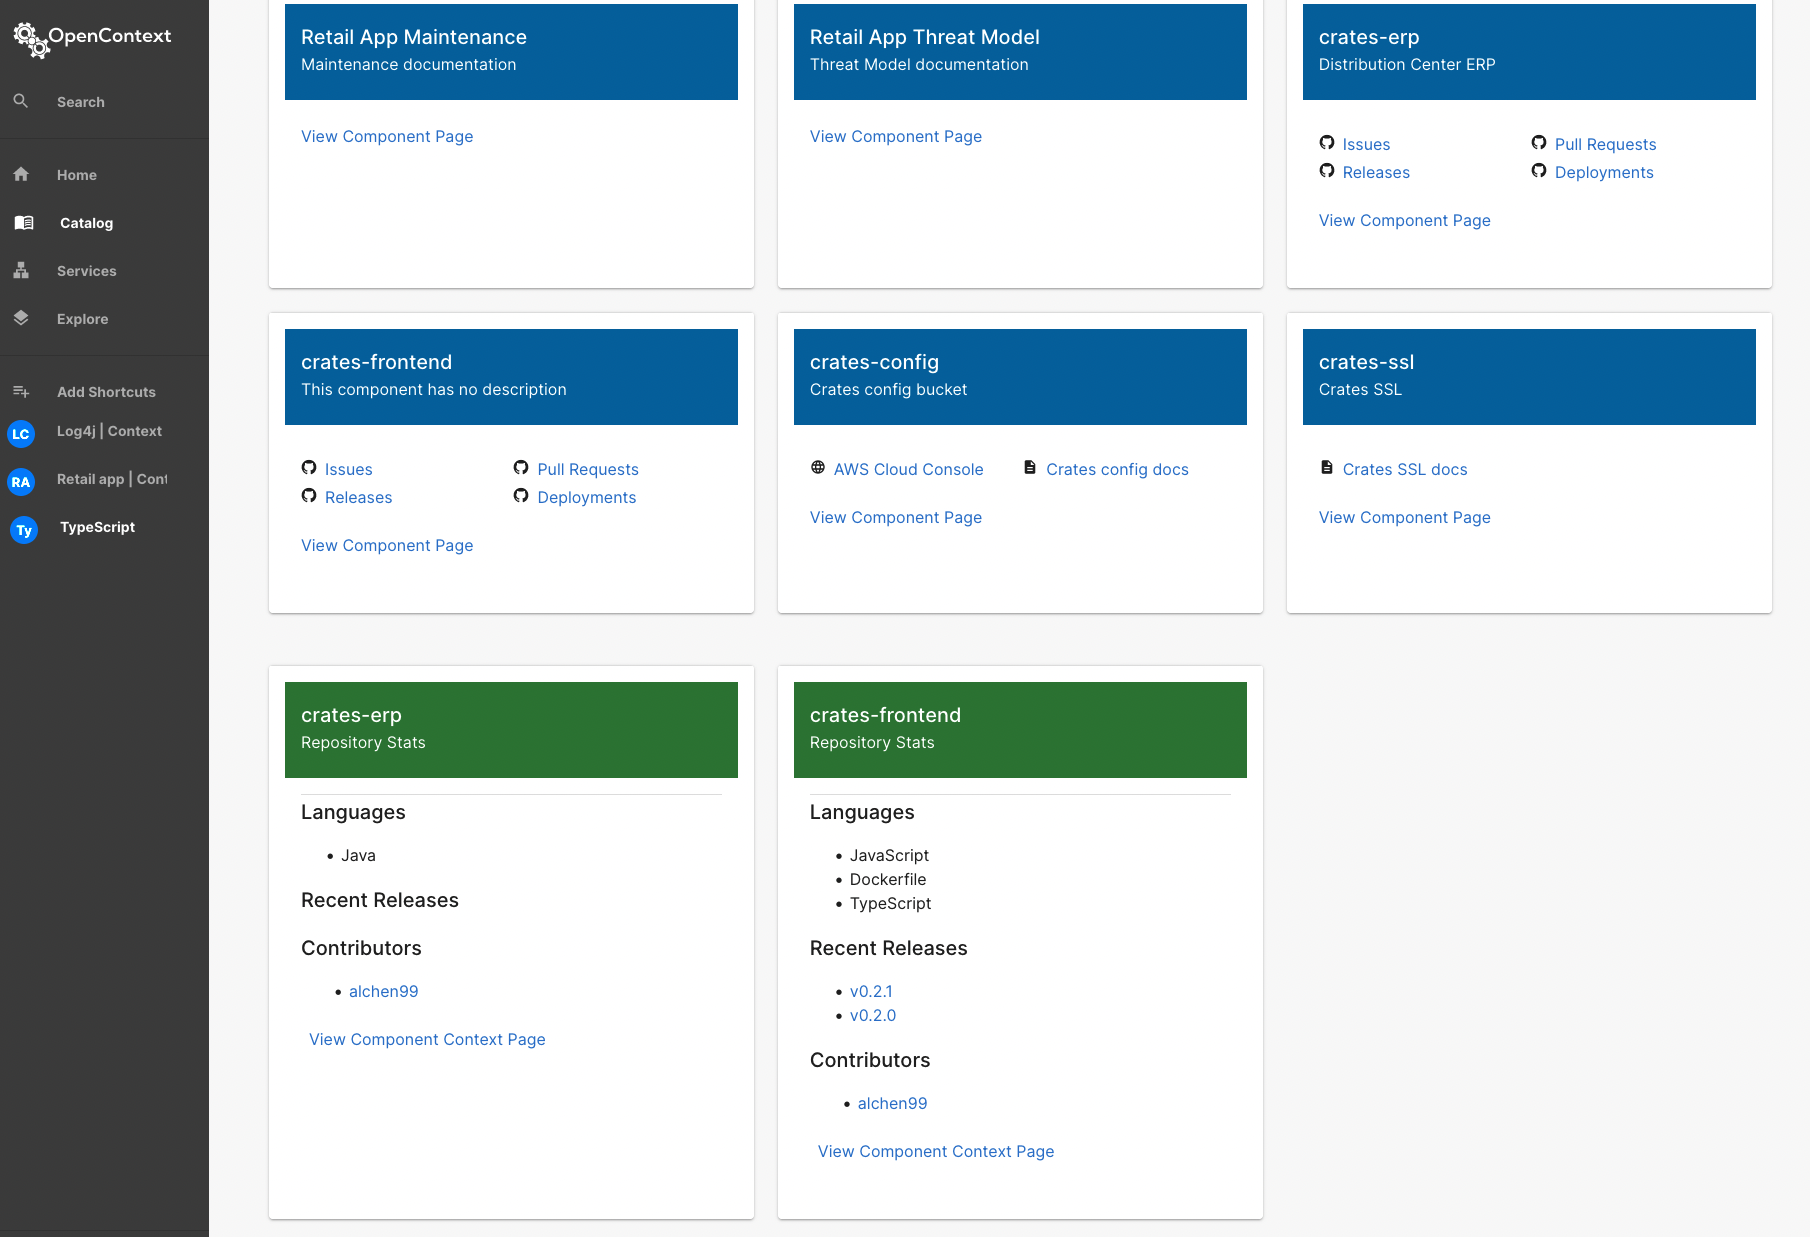 OpenContext
Search
Home
Catalog
Services
Explore
Add Shortcuts
LC Log4j | Context
RA Retail app | Cont
Ty TypeScript
Retail App Maintenance
Maintenance documentation
View Component Page
Retail App Threat Model
Threat Model documentation
View Component Page
crates-erp
Distribution Center ERP
Issues
Pull Requests
Releases
Deployments
View Component Page
crates-frontend
This component has no description
Issues
Pull Requests
Releases
Deployments
View Component Page
crates-config
Crates config bucket
AWS Cloud Console
Crates config docs
View Component Page
crates-ssl
Crates SSL
Crates SSL docs
View Component Page
crates-erp
Repository Stats
Languages
• Java
Recent Releases
Contributors
• alchen99
View Component Context Page
crates-frontend
Repository Stats
Languages
• JavaScript
• Dockerfile
• TypeScript
Recent Releases
• v0.2.1
• v0.2.0
Contributors
• alchen99
View Component Context Page